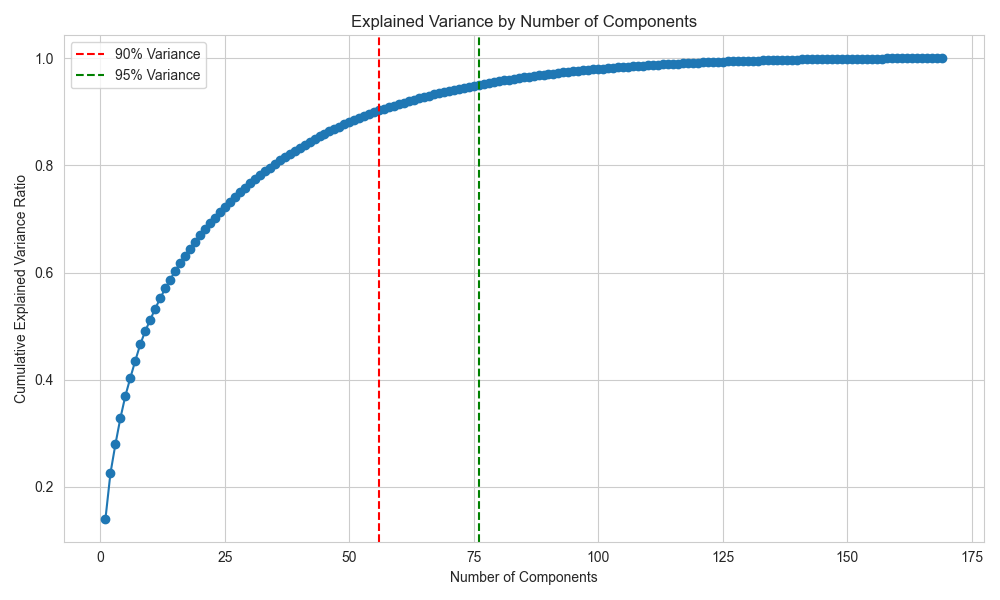 Explained Variance by Number of Components
90% Variance
95% Variance
Cumulative Explained Variance Ratio
1.0
0.8
0.6
0.4
0.2
0 25 50 75 100 125 150 175
Number of Components